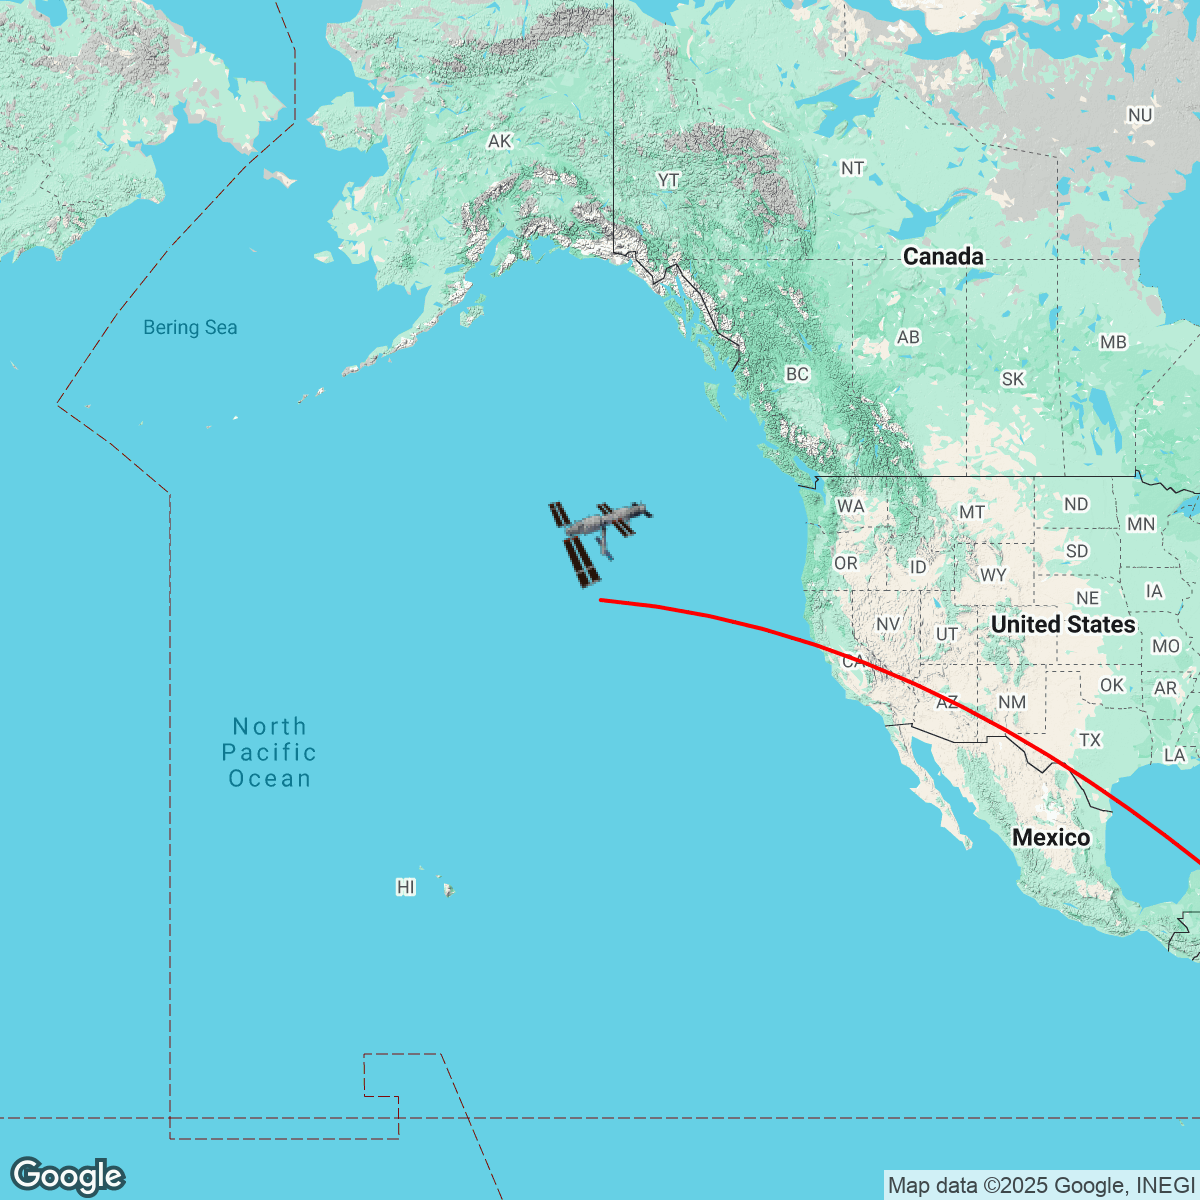 NU
AK
NT
YT
Canada
Bering Sea
AB
MB
BC
SK
WA
MT
ND
MN
OR
ID
WY
SD
NE
IA
NV
UT
United States
MO
CA
OK
AR
AZ
NM
TX
LA
North
Pacific
Ocean
Mexico
HI
Google
Map data ©2025 Google, INEGI